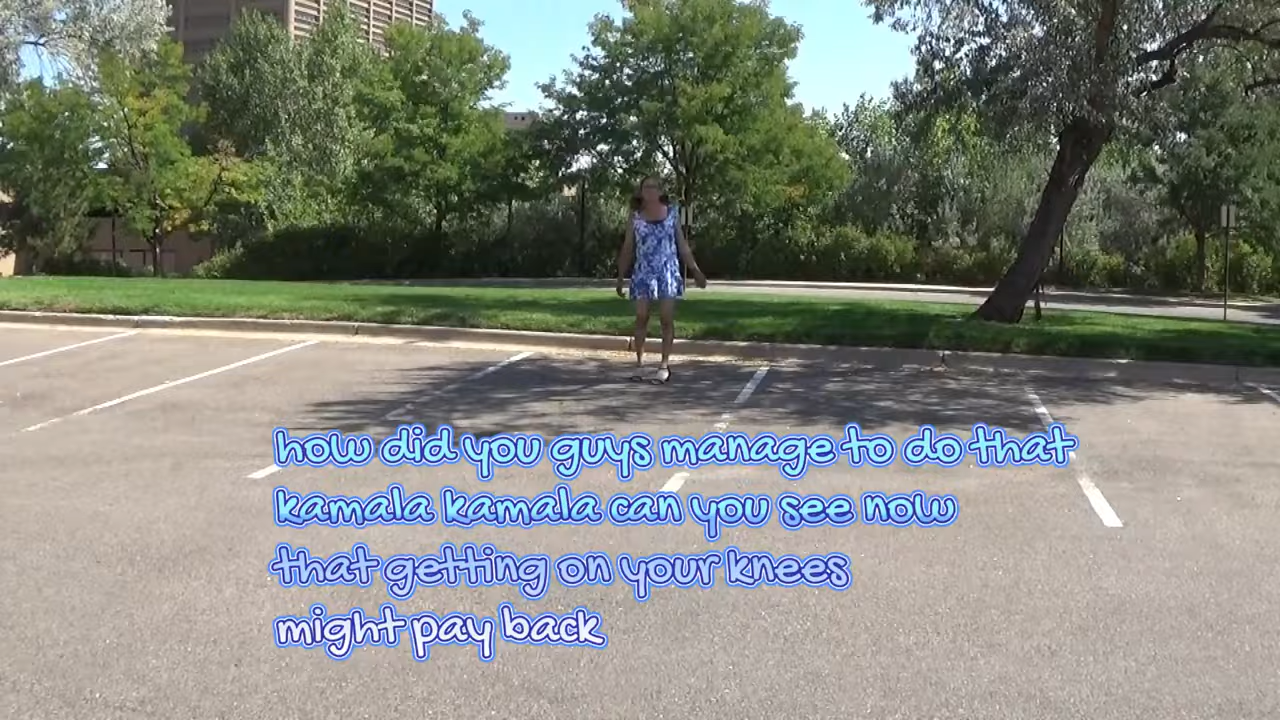 how did you guys manage to do that
kamala kamala can you see now
that getting on your knees
might pay back